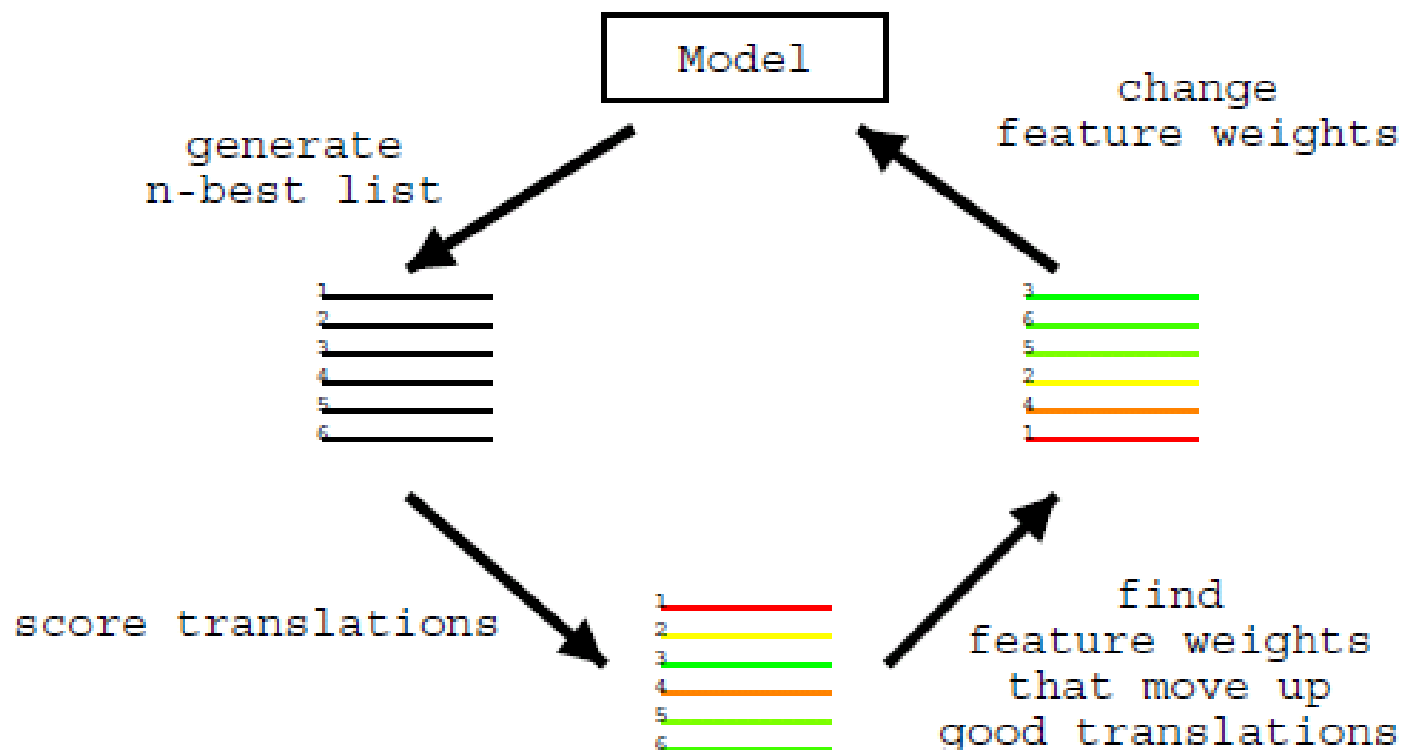 Model
change
feature weights
generate
n-best list
1
2
3
4
5
6
3
6
5
2
4
1
score translations
1
2
3
4
5
6
find
feature weights
that move up
good translations